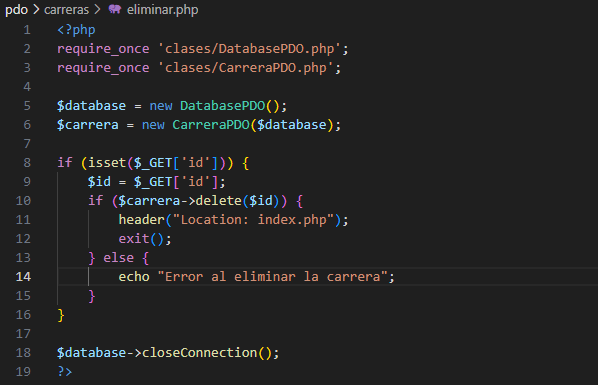 pdo > carreras > eliminar.php
1 <?php
2 require_once 'clases/DatabasePDO.php';
3 require_once 'clases/CarreraPDO.php';
4
5 $database = new DatabasePDO();
6 $carrera = new CarreraPDO($database);
7
8 if (isset($_GET['id'])) {
9     $id = $_GET['id'];
10     if ($carrera->delete($id)) {
11         header("Location: index.php");
12         exit();
13     } else {
14         echo "Error al eliminar la carrera";
15     }
16 }
17
18 $database->closeConnection();
19 ?>